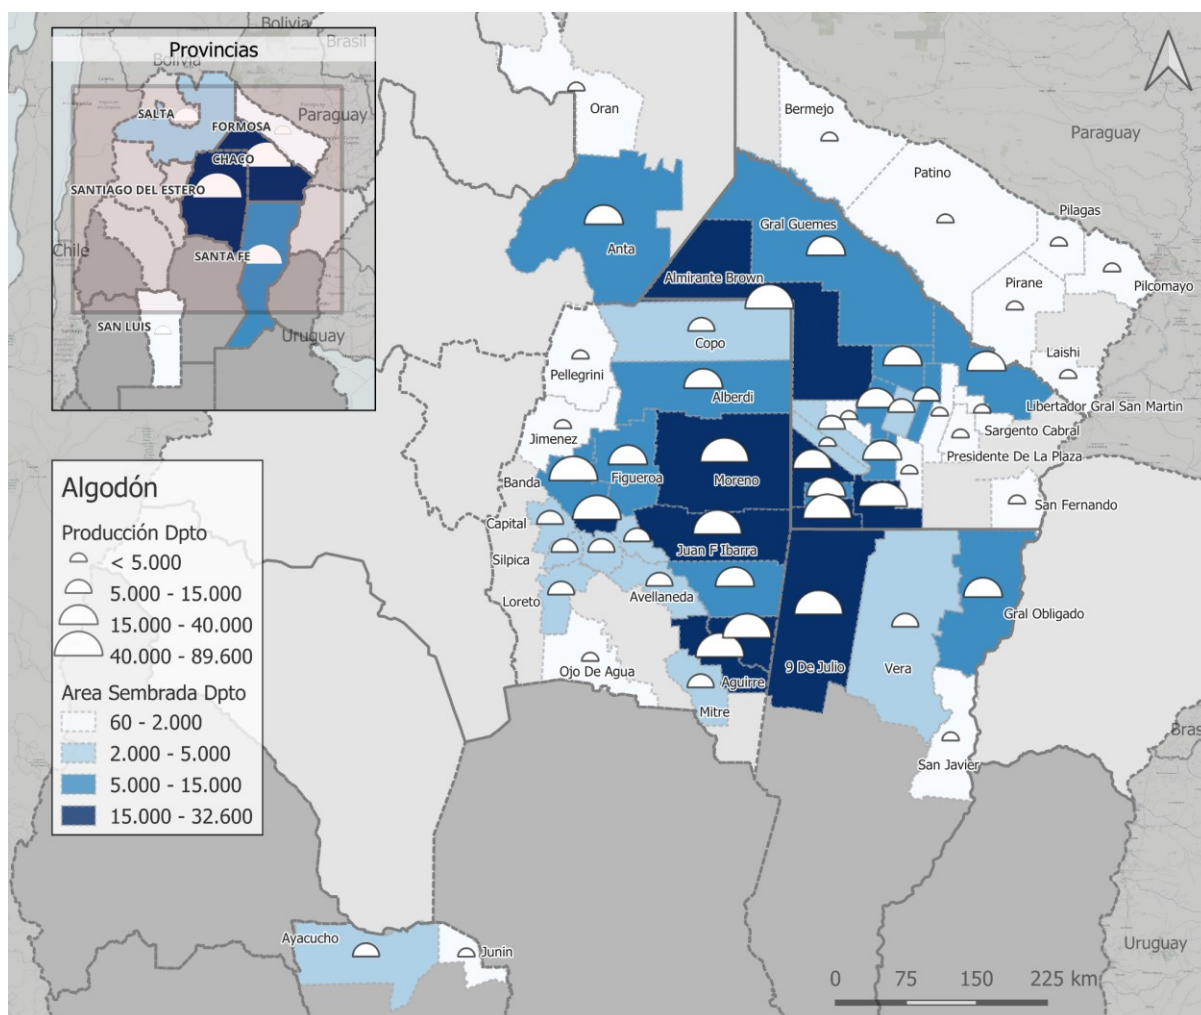 Bolivia
Provincias
Brasil
Bolivia
SALTA
Paraguay
FORMOSA
CHACO
SANTIAGO DEL ESTERO
Chile
SANTA FE
SAN LUIS
Uruguay
Oran
Bermejo
Paraguay
Patino
Pilagas
Gral Guemes
Anta
Almirante Brown
Pirane
Pilcomayo
Copo
Laishi
Pellegrini
Alberdi
Libertador Gral San Martin
Jimenez
Sargento Cabral
Presidente De La Plaza
Banda
Figueroa
Moreno
San Fernando
Capital
Juan F Ibarra
Silpica
Loreto
Avellaneda
Gral Obligado
Ojo De Agua
Aguirre
9 De Julio
Vera
Mitre
San Javier
Bras
Algodón
Producción Dpto
< 5.000
5.000 - 15.000
15.000 - 40.000
40.000 - 89.600
Area Sembrada Dpto
60 - 2.000
2.000 - 5.000
5.000 - 15.000
15.000 - 32.600
Ayacucho
Junin
Uruguay
0 75 150 225 km